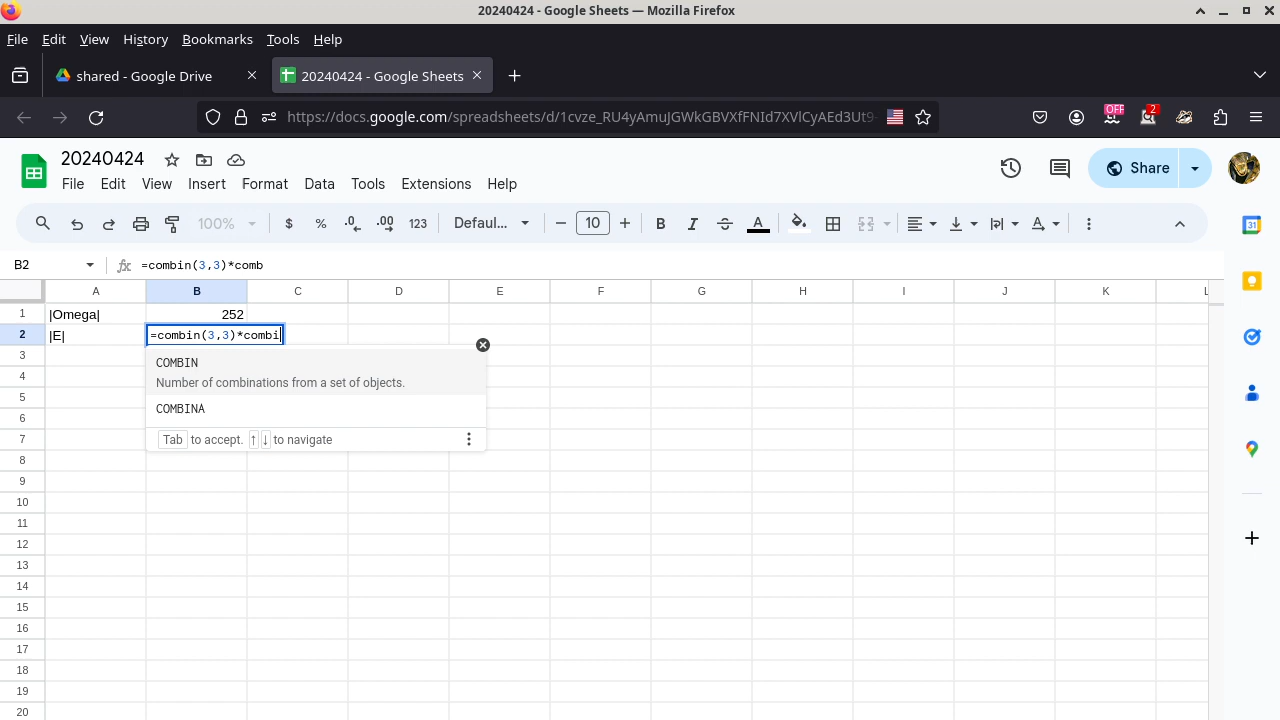 20240424 - Google Sheets — Mozilla Firefox
File Edit View History Bookmarks Tools Help
shared - Google Drive
20240424 - Google Sheets
https://docs.google.com/spreadsheets/d/1cvze_RU4yAmuJGWkGBVXfFNId7XVlCyAEd3Ut9-
OFF
2
20240424
File Edit View Insert Format Data Tools Extensions Help
Share
100%
$ % .0 .00 123
Defaul...
10
B I A A
B2
=combin(3,3)*comb
A B C D E F G H I J K L
1 |Omega| 252
2 |E| =combin(3,3)*combi
3
COMBIN
4
Number of combinations from a set of objects.
5
COMBINA
6
7
Tab to accept. ↑ ↓ to navigate
8
9
10
11
12
13
14
15
16
17
18
19
20
31